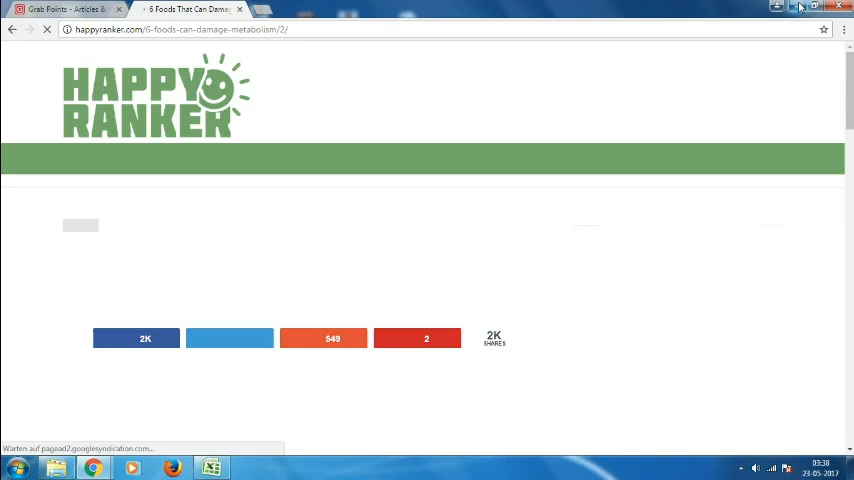 Grab Points - Articles &
6 Foods That Can Dama
happyranker.com/6-foods-can-damage-metabolism/2/
HAPPY
RANKER
2K
549
2
2K
SHARES
Warten auf pagead2.googlesyndication.com...
03:38
23-05-2017